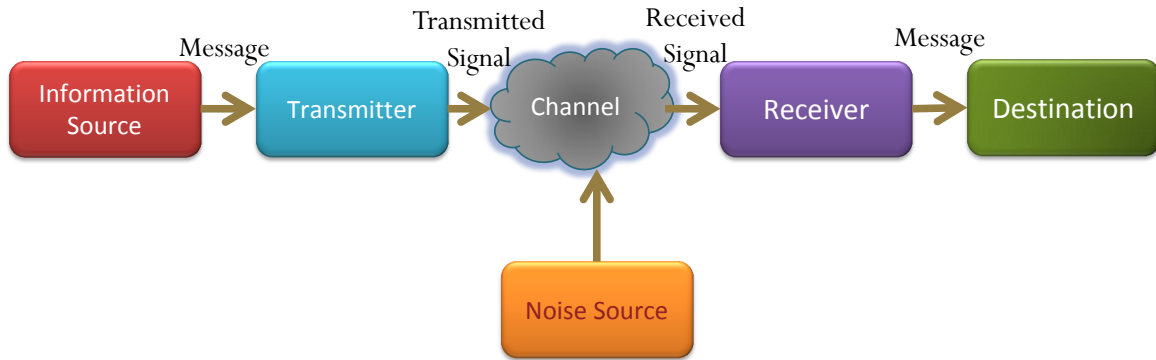 Transmitted
Signal
Received
Signal
Message
Message
Information
Source
Transmitter
Channel
Receiver
Destination
Noise Source